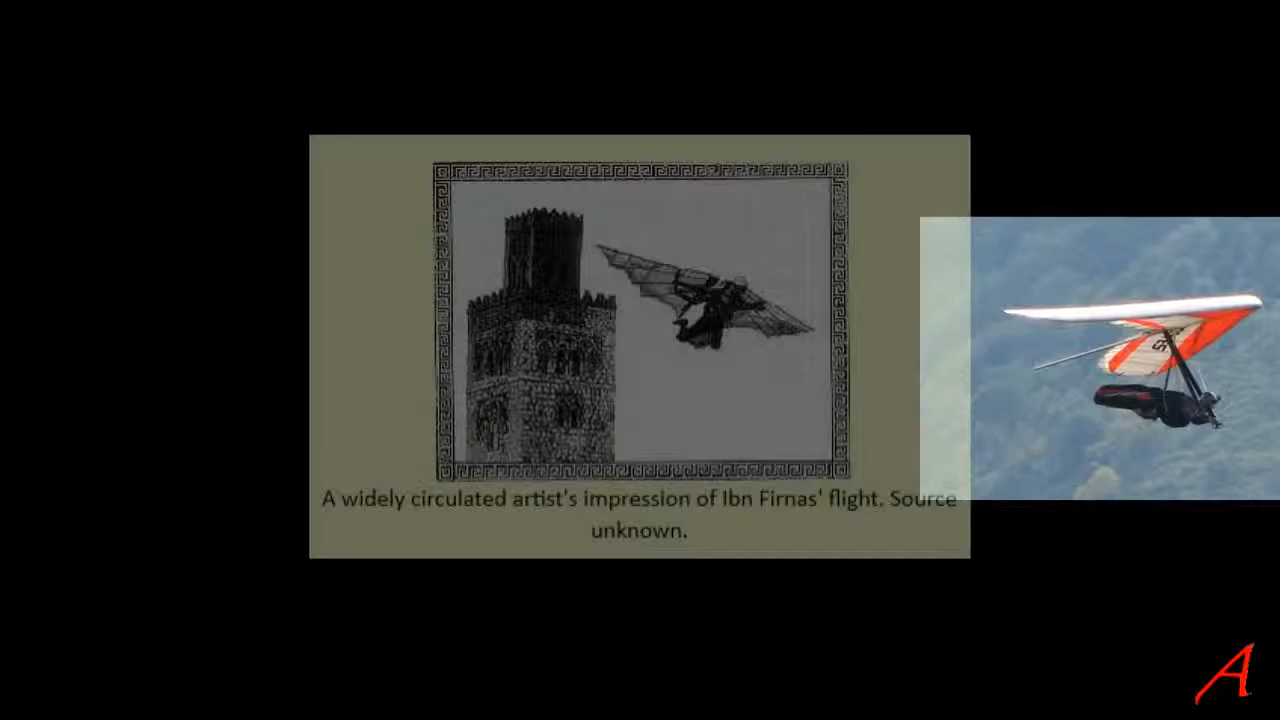 A widely circulated artist's impression of Ibn Firnas' flight. Source
unknown.
A